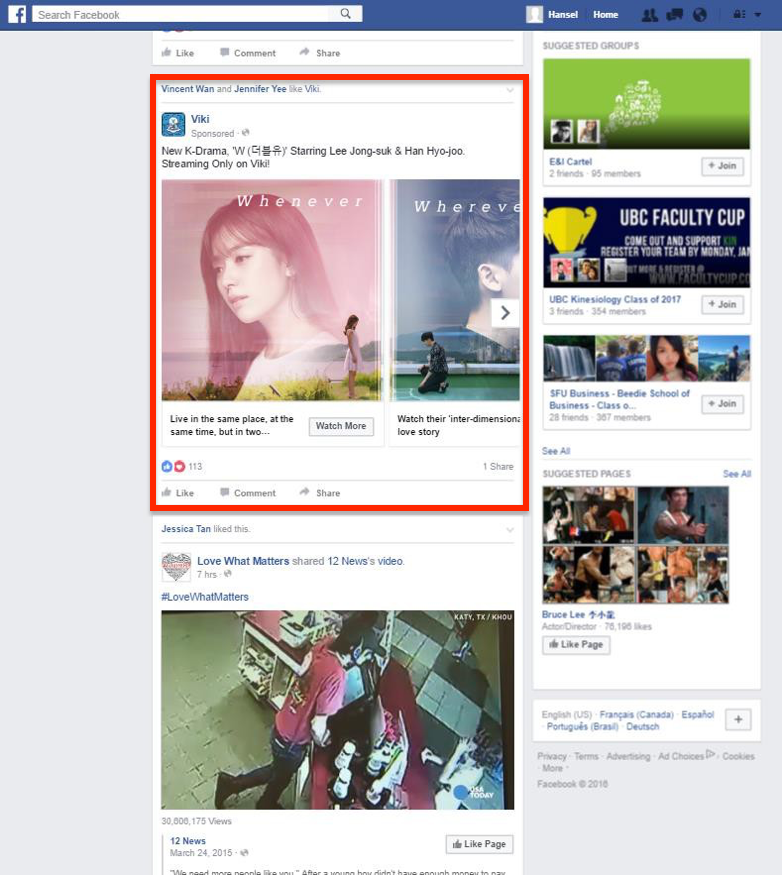 Search Facebook
Hansel Home
Like Comment Share
Vincent Wan and Jennifer Yee like Viki.
Viki
Sponsored ·
New K-Drama, 'W (더블유)' Starring Lee Jong-suk & Han Hyo-joo.
Streaming Only on Viki!
Whenever
Whereve
Live in the same place, at the
same time, but in two...
Watch More
Watch their 'inter-dimensiona
love story
113
1 Share
Like Comment Share
Jessica Tan liked this.
Love What Matters shared 12 News's video.
7 hrs ·
#LoveWhatMatters
KATY, TX / KHOU
USA
TODAY
30,808,175 Views
12 News
March 24, 2015 ·
Like Page
"We need more people like you." After a young boy didn't have enough money to pay
SUGGESTED GROUPS
E&I Cartel
2 friends · 95 members
+ Join
UBC FACULTY CUP
COME OUT AND SUPPORT KIN
REGISTER YOUR TEAM BY MONDAY, JAN
WWW.FACULTYCUP.CO
UBC Kinesiology Class of 2017
3 friends · 354 members
+ Join
SFU Business - Beedie School of
Business - Class o...
28 friends · 367 members
+ Join
See All
SUGGESTED PAGES See All
Bruce Lee 李小龍
Actor/Director · 76,196 likes
Like Page
English (US) · Français (Canada) · Español
· Português (Brasil) · Deutsch
+
Privacy · Terms · Advertising · Ad Choices · Cookies
· More ·
Facebook © 2016